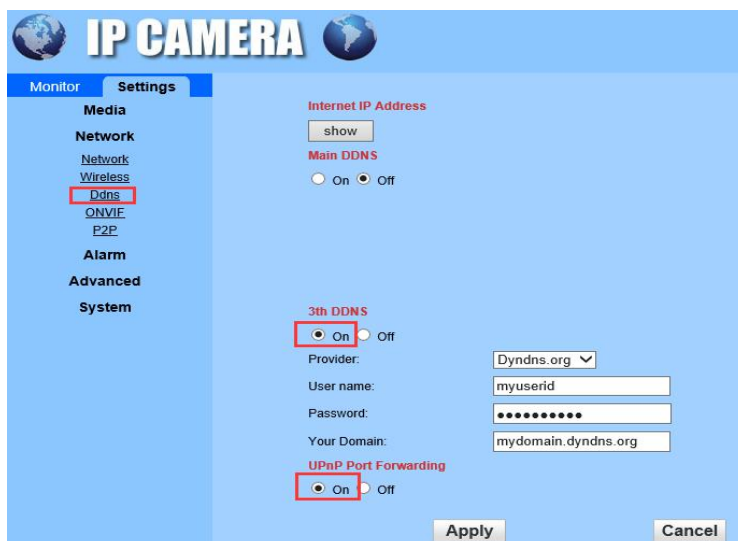 IP CAMERA
Monitor Settings
Media
Network
Network
Wireless
Ddns
ONVIF
P2P
Alarm
Advanced
System
Internet IP Address
show
Main DDNS
On Off
3th DDNS
On Off
Provider: Dyndns.org
User name: myuserid
Password: ●●●●●●●●●●
Your Domain: mydomain.dyndns.org
UPnP Port Forwarding
On Off
Apply Cancel